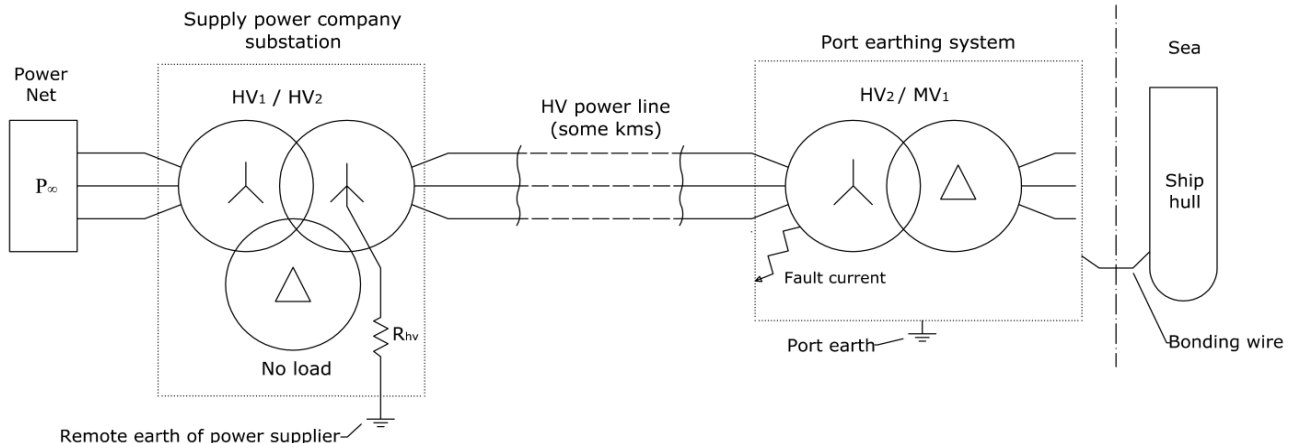 Supply power company
substation
Port earthing system
Sea
Power
Net
HV₁ / HV₂
HV₂ / MV₁
HV power line
(some kms)
P∞
Ship
hull
Fault current
Rhv
No load
Port earth
Bonding wire
Remote earth of power supplier